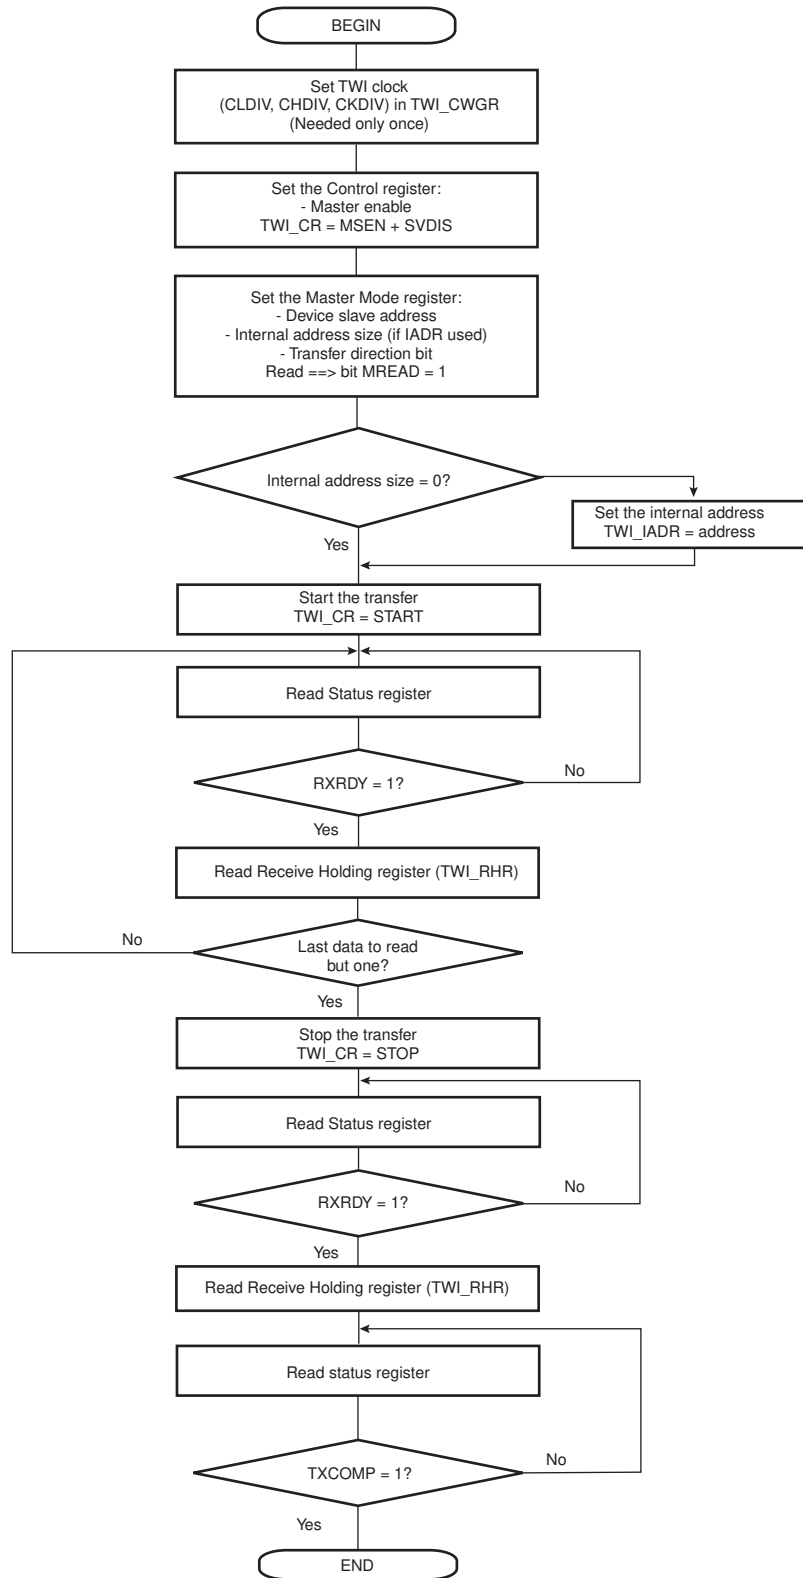 BEGIN
Set TWI clock
(CLDIV, CHDIV, CKDIV) in TWI_CWGR
(Needed only once)
Set the Control register:
- Master enable
TWI_CR = MSEN + SVDIS
Set the Master Mode register:
- Device slave address
- Internal address size (if IADR used)
- Transfer direction bit
Read ==> bit MREAD = 1
Internal address size = 0?
Set the internal address
TWI_IADR = address
Yes
Start the transfer
TWI_CR = START
Read Status register
RXRDY = 1?
No
Yes
Read Receive Holding register (TWI_RHR)
No
Last data to read
but one?
Yes
Stop the transfer
TWI_CR = STOP
Read Status register
RXRDY = 1?
No
Yes
Read Receive Holding register (TWI_RHR)
Read status register
TXCOMP = 1?
No
Yes
END